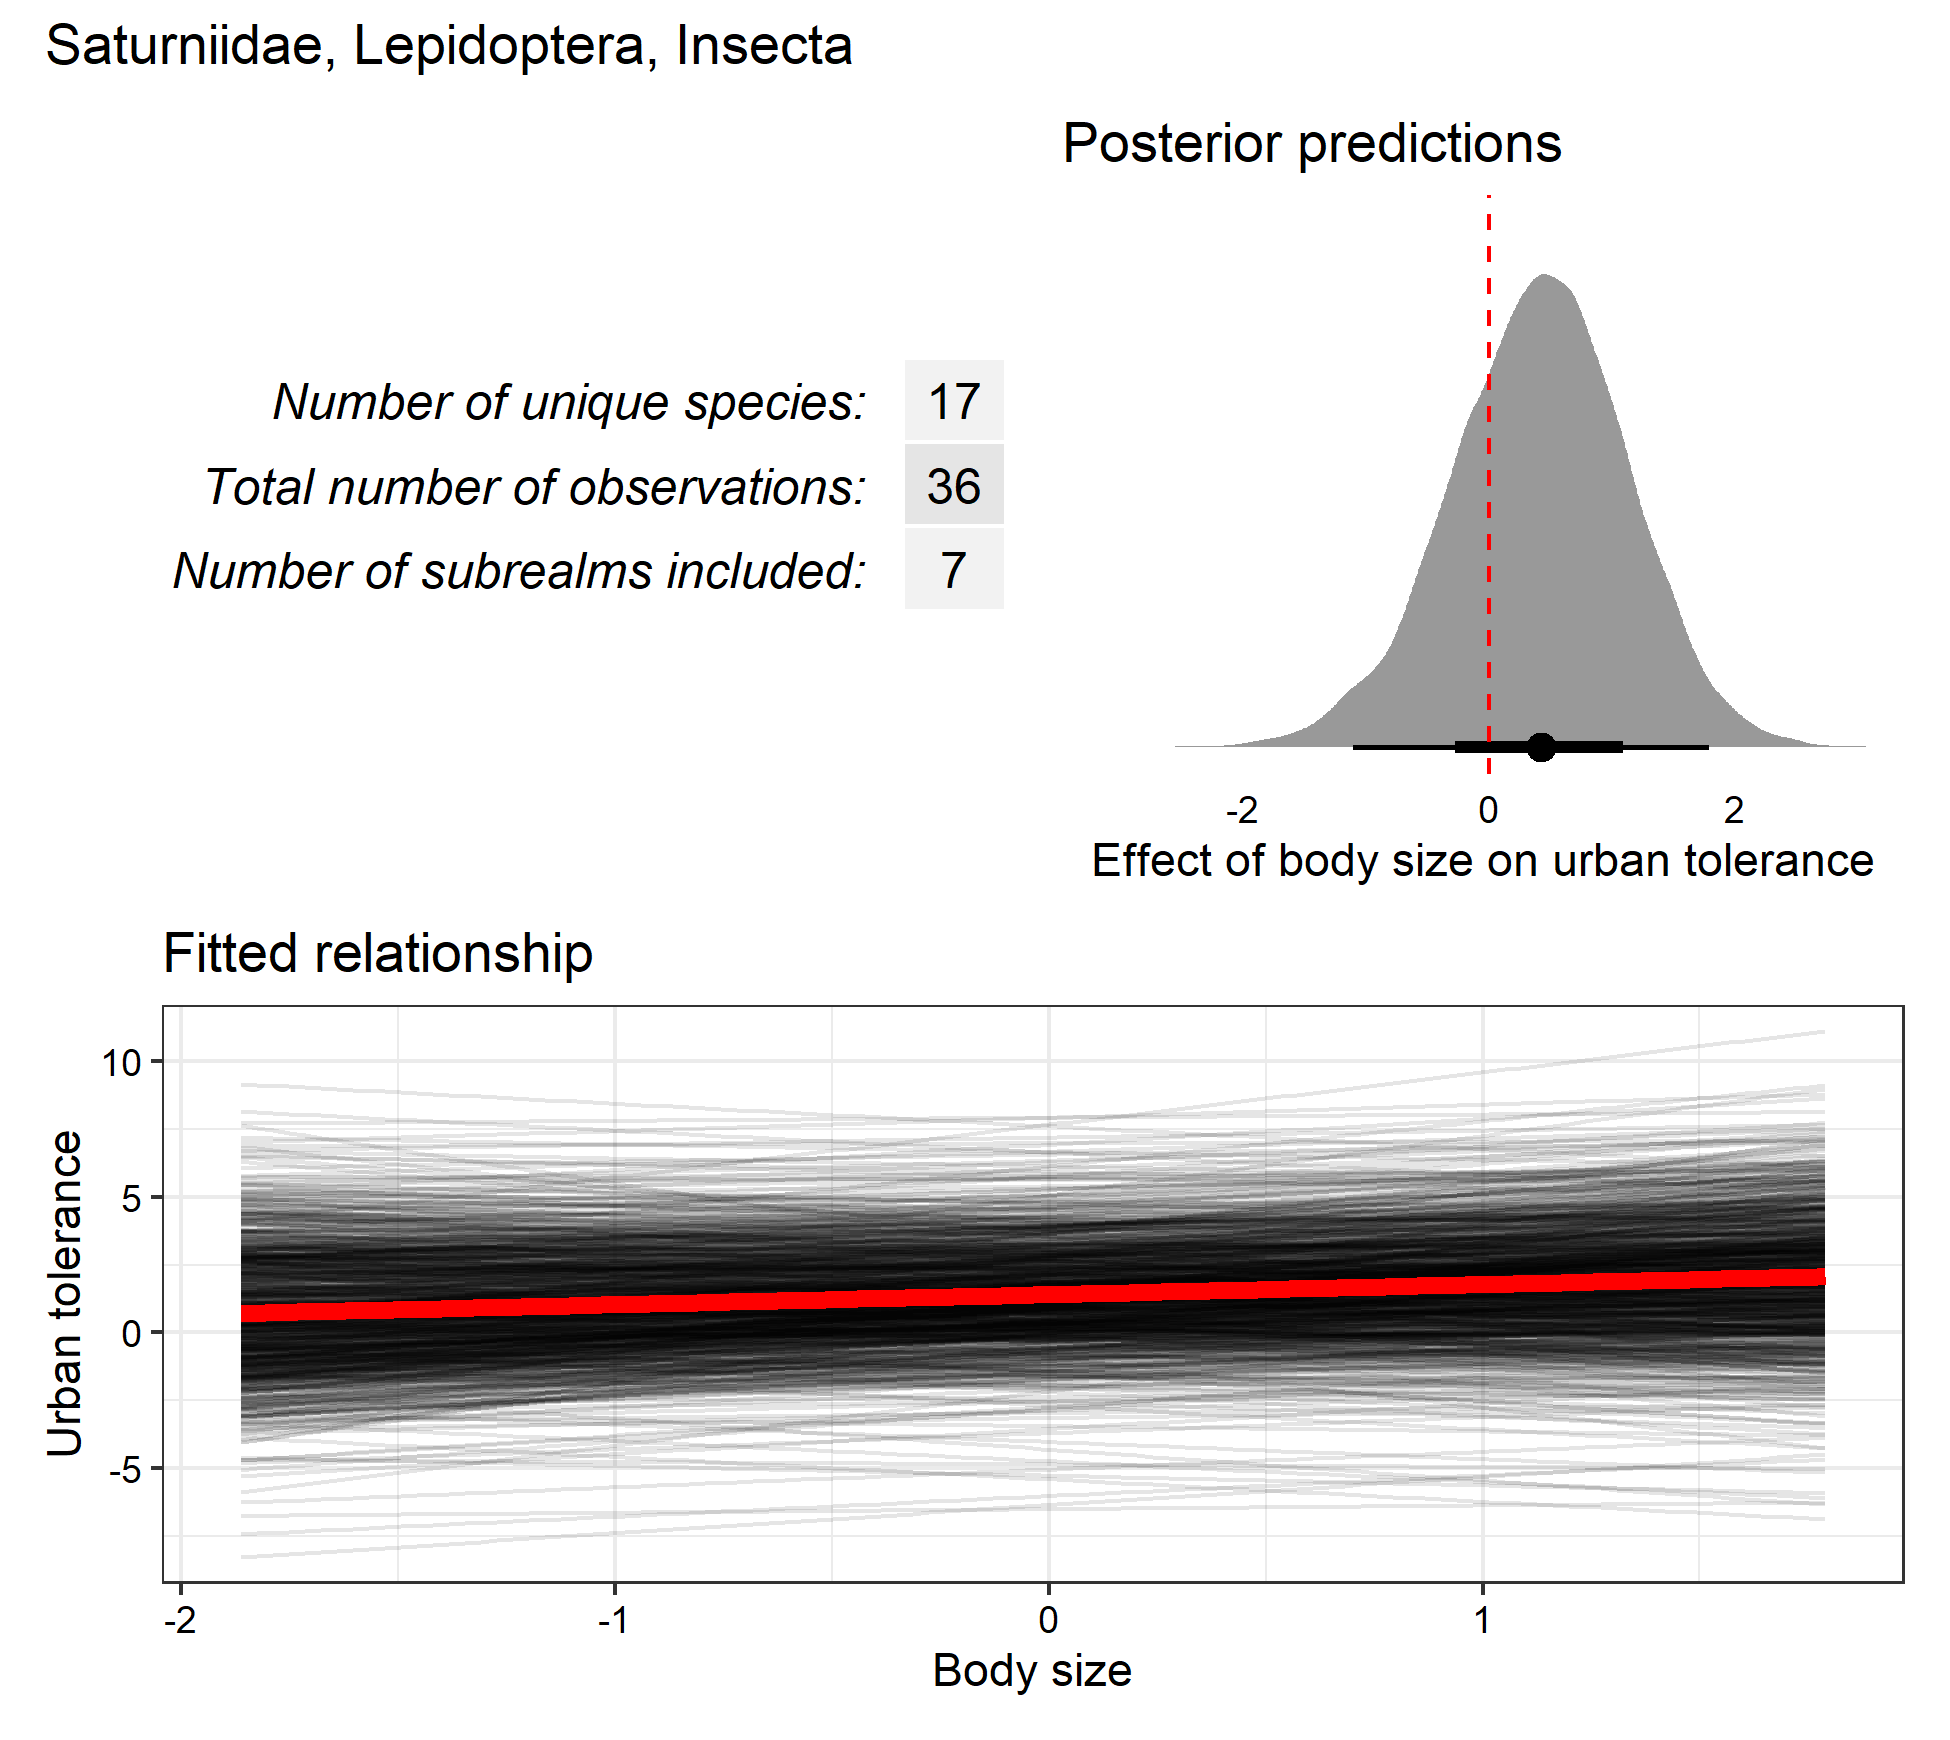 Saturniidae, Lepidoptera, Insecta
Posterior predictions
Number of unique species: 17
Total number of observations: 36
Number of subrealms included: 7
-2 0 2
Effect of body size on urban tolerance
Fitted relationship
Urban tolerance
10
5
0
-5
-2 -1 0 1
Body size